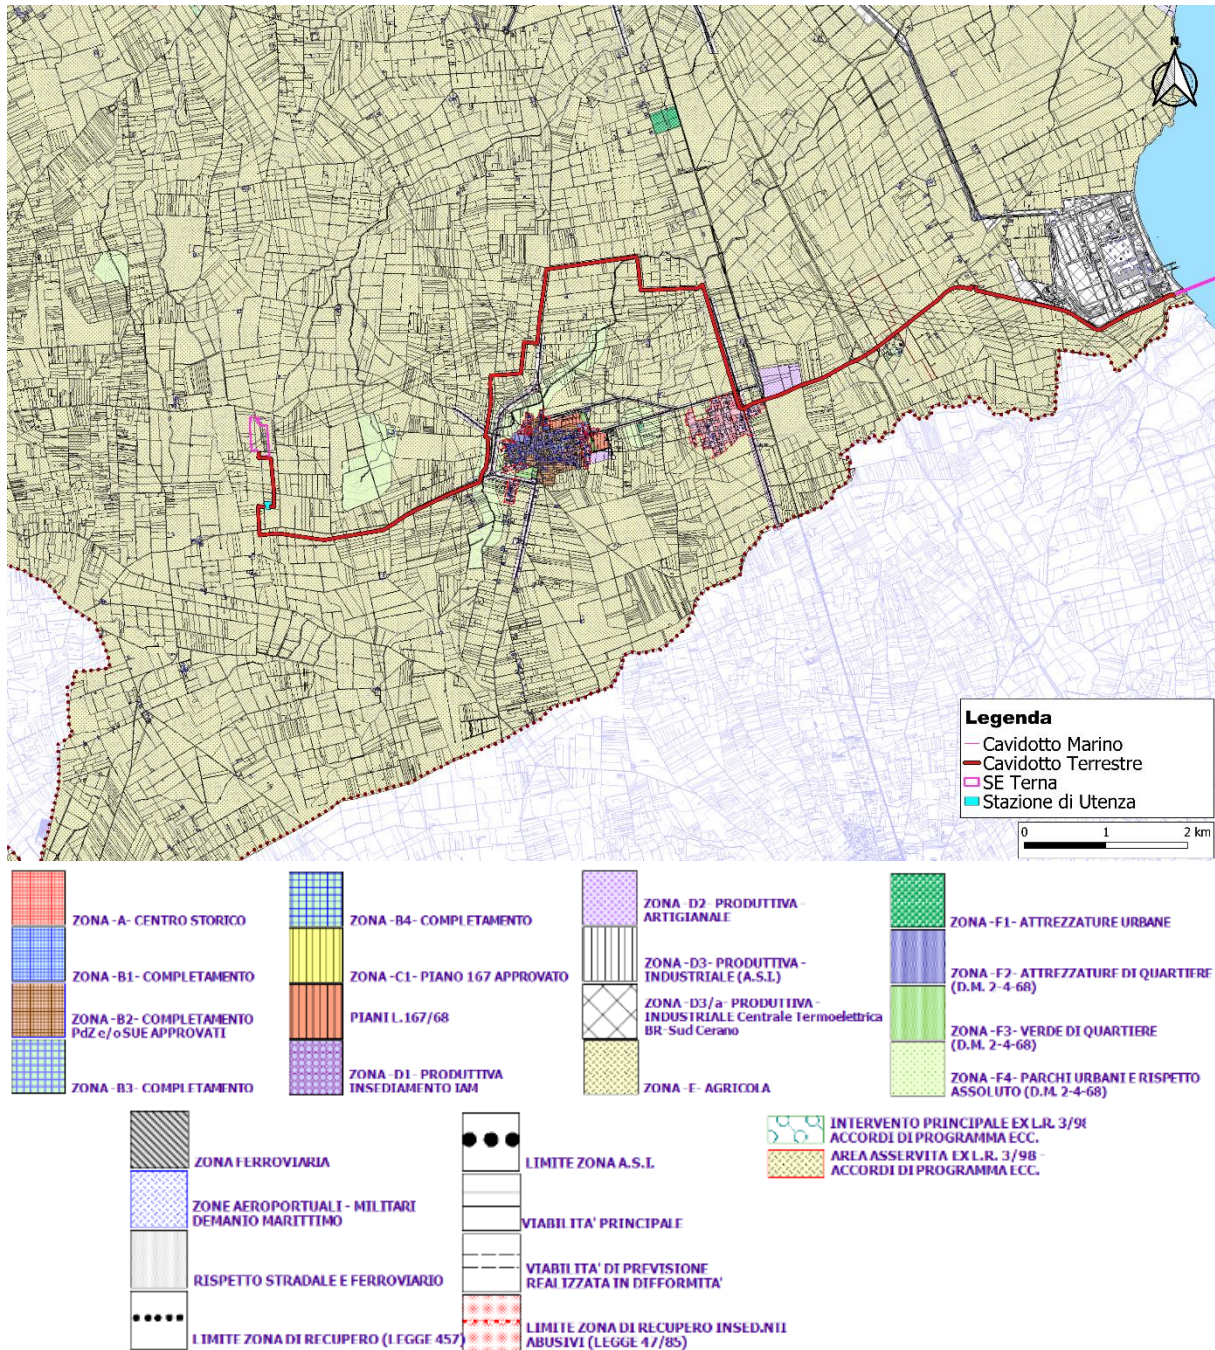 N
Legenda
Cavidotto Marino
Cavidotto Terrestre
SE Terna
Stazione di Utenza
0 1 2 km
ZONA -A- CENTRO STORICO
ZONA -B1- COMPLETAMENTO
ZONA -B2- COMPLETAMENTO
PdZ e/o SUE APPROVATI
ZONA -B3- COMPLETAMENTO
ZONA -B4- COMPLETAMENTO
ZONA -C1- PIANO 167 APPROVATO
PIANI L.167/68
ZONA -D1- PRODUTTIVA
INSEDIAMENTO IAM
ZONA -D2- PRODUTTIVA -
ARTIGIANALE
ZONA -D3- PRODUTTIVA -
INDUSTRIALE (A.S.I.)
ZONA -D3/a- PRODUTTIVA -
INDUSTRIALE Centrale Termoelettrica
BR-Sud Cerano
ZONA -E- AGRICOLA
ZONA -F1- ATTREZZATURE URBANE
ZONA -F2- ATTREZZATURE DI QUARTIERE
(D.M. 2-4-68)
ZONA -F3- VERDE DI QUARTIERE
(D.M. 2-4-68)
ZONA -F4- PARCHI URBANI E RISPETTO
ASSOLUTO (D.M. 2-4-68)
ZONA FERROVIARIA
ZONE AEROPORTUALI - MILITARI
DEMANIO MARITTIMO
RISPETTO STRADALE E FERROVIARIO
LIMITE ZONA DI RECUPERO (LEGGE 457)
LIMITE ZONA A.S.I.
VIABILITA' PRINCIPALE
VIABILITA' DI PREVISIONE
REALIZZATA IN DIFFORMITA'
LIMITE ZONA DI RECUPERO INSED.NTI
ABUSIVI (LEGGE 47/85)
INTERVENTO PRINCIPALE EX L.R. 3/98
ACCORDI DI PROGRAMMA ECC.
AREA ASSERVITA EX L.R. 3/98 -
ACCORDI DI PROGRAMMA ECC.